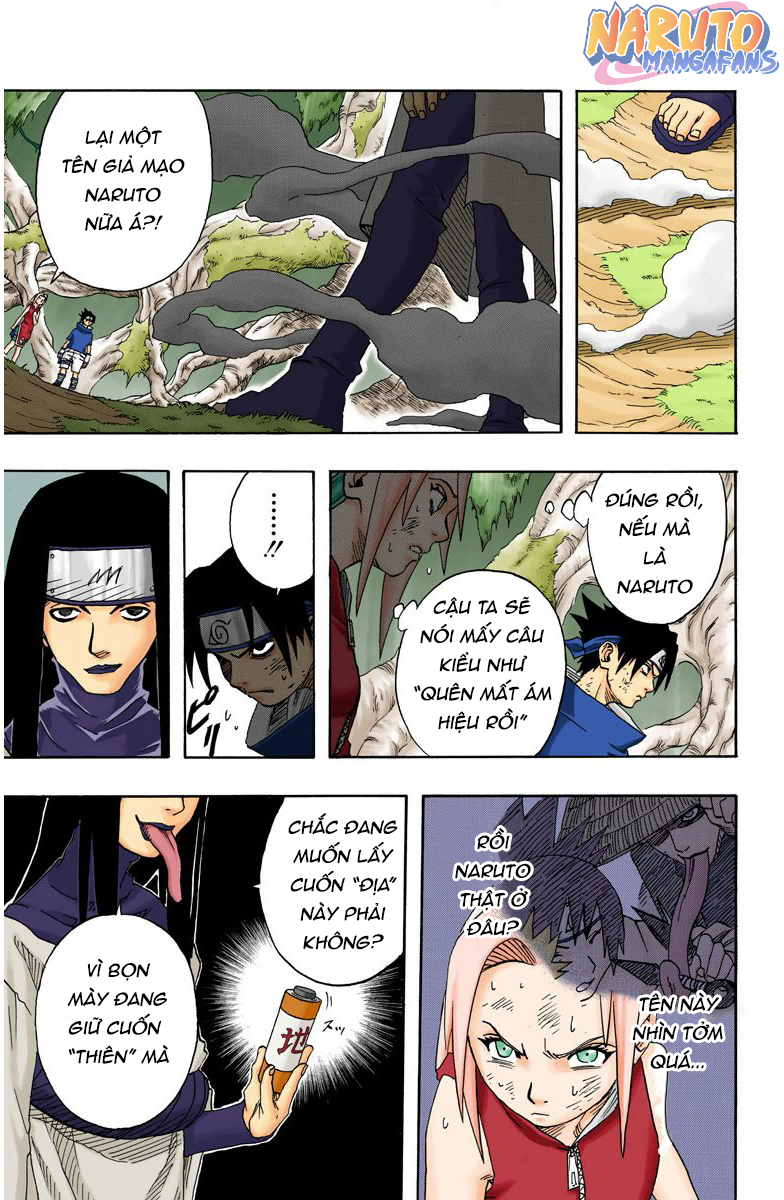 NARUTO
MANGAFANS
LẠI MỘT
TÊN GIẢ MẠO
NARUTO
NỮA Á?!
ĐÚNG RỒI,
NẾU MÀ
LÀ
NARUTO
CẬU TA SẼ
NÓI MẤY CÂU
KIỂU NHƯ
"QUÊN MẤT ÁM
HIỆU RỒI"
......!!
RỒI
NARUTO
THẬT Ở
ĐÂU?
TÊN NÀY
NHÌN TỞM
QUÁ...
CHẮC ĐANG
MUỐN LẤY
CUỐN "ĐỊA"
NÀY PHẢI
KHÔNG?
地
スッ
VÌ BỌN
MÀY ĐANG
GIỮ CUỐN
"THIÊN" MÀ